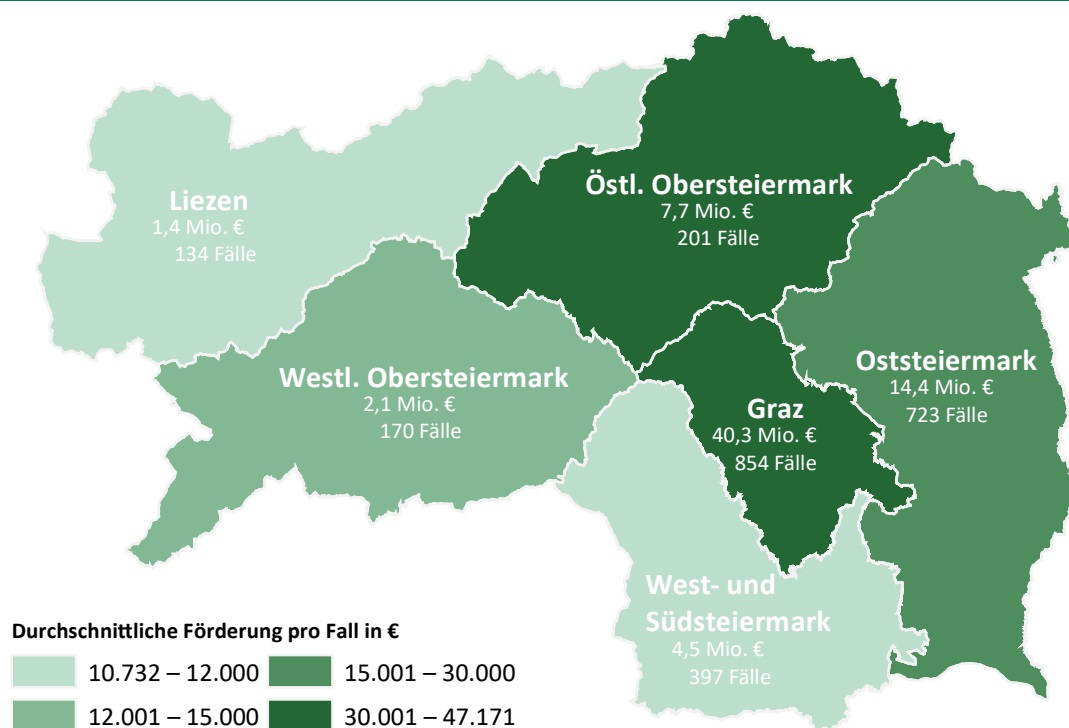 Östl. Obersteiermark
7,7 Mio. €
201 Fälle
Liezen
1,4 Mio. €
134 Fälle
Westl. Obersteiermark
2,1 Mio. €
170 Fälle
Oststeiermark
14,4 Mio. €
723 Fälle
Graz
40,3 Mio. €
854 Fälle
West- und
Südsteiermark
4,5 Mio. €
397 Fälle
Durchschnittliche Förderung pro Fall in €
10.732 – 12.000
15.001 – 30.000
12.001 – 15.000
30.001 – 47.171